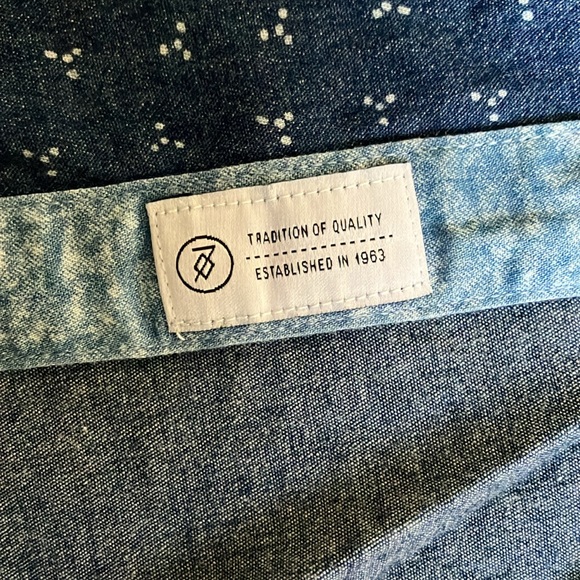 TRADITION OF QUALITY
ESTABLISHED IN 1963